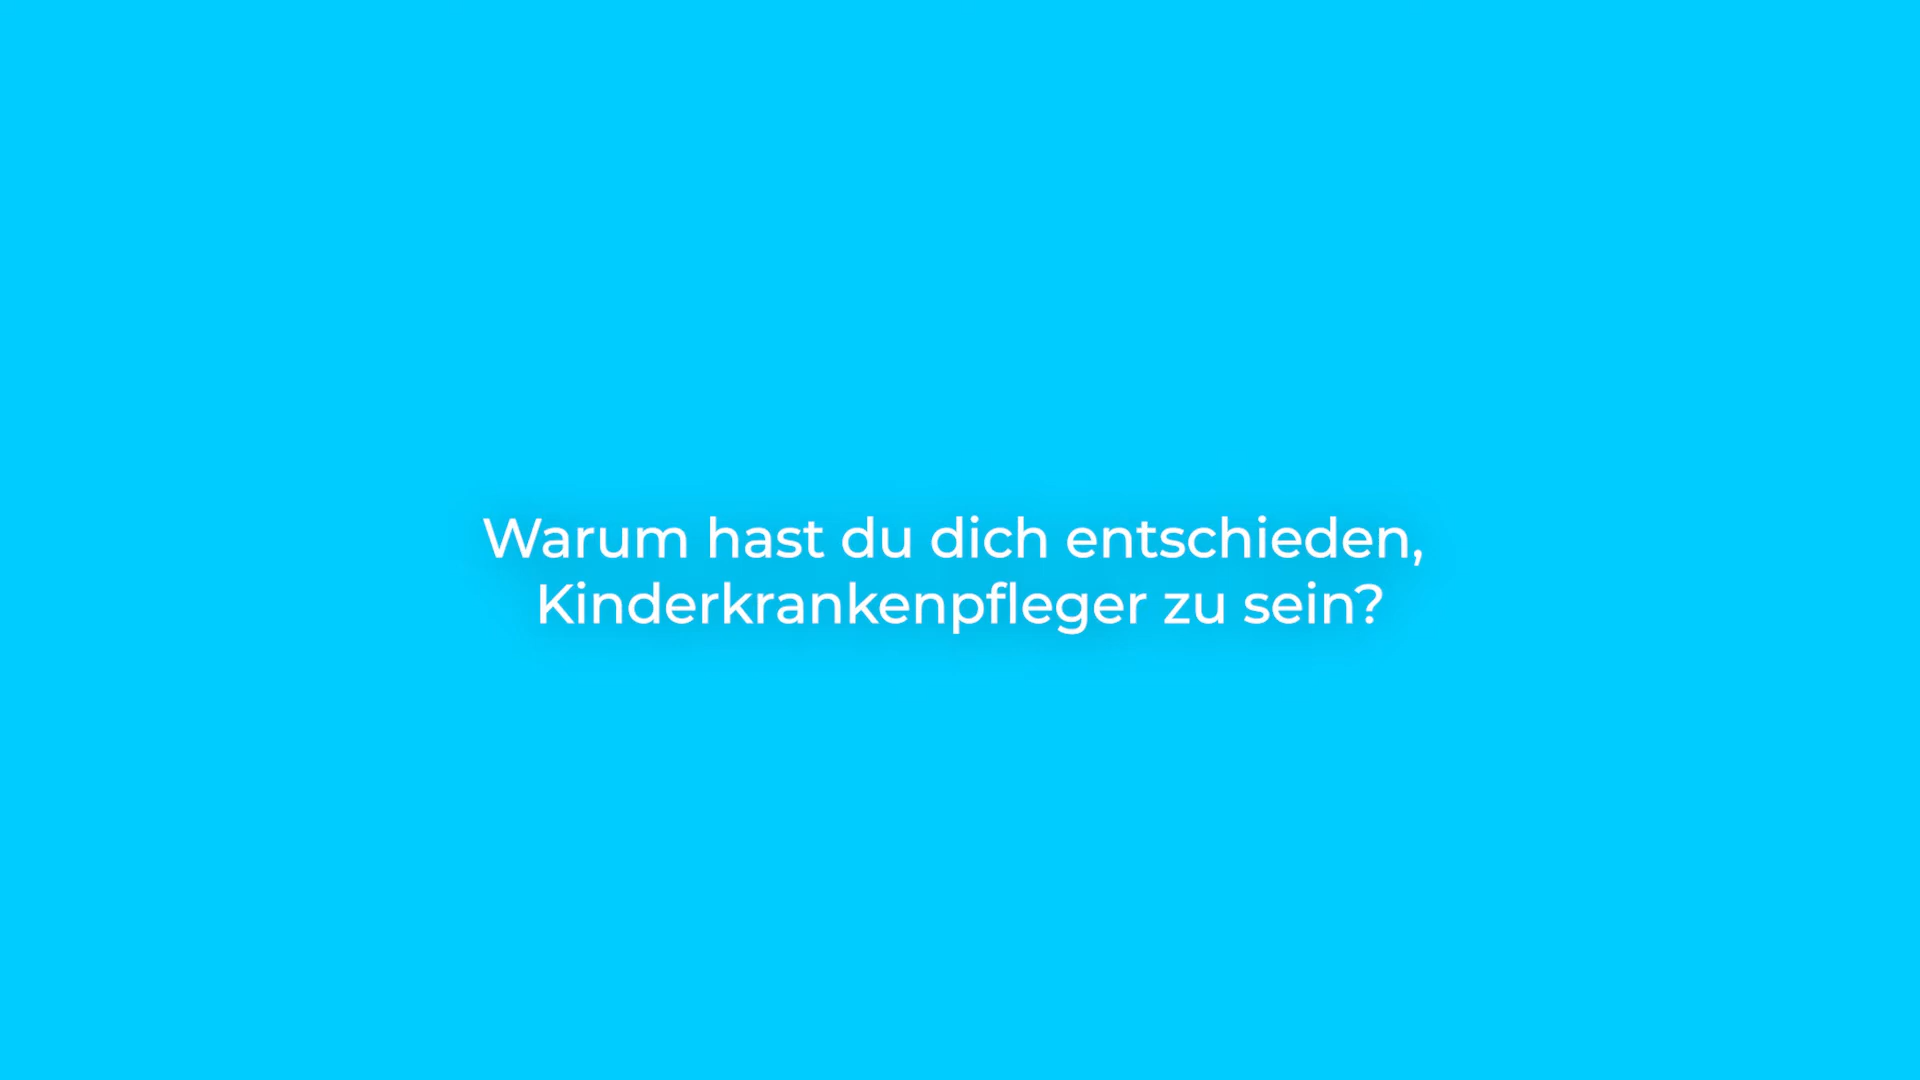 Warum hast du dich entschieden,
Kinderkrankenpfleger zu sein?